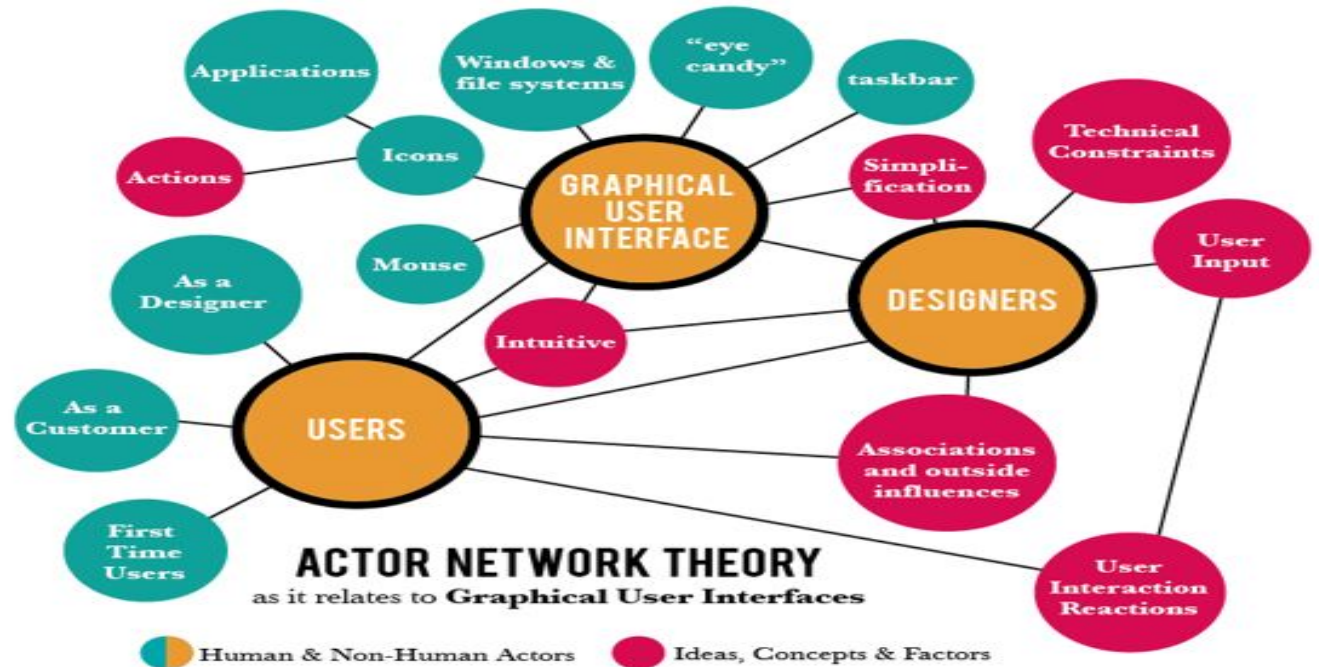 Applications
Windows &
file systems
“eye
candy”
taskbar
Technical
Constraints
Actions
Icons
GRAPHICAL
USER
INTERFACE
Simpli-
fication
User
Input
As a
Designer
Mouse
DESIGNERS
Intuitive
As a
Customer
USERS
Associations
and outside
influences
First
Time
Users
User
Interaction
Reactions
ACTOR NETWORK THEORY
as it relates to Graphical User Interfaces
Human & Non-Human Actors
Ideas, Concepts & Factors